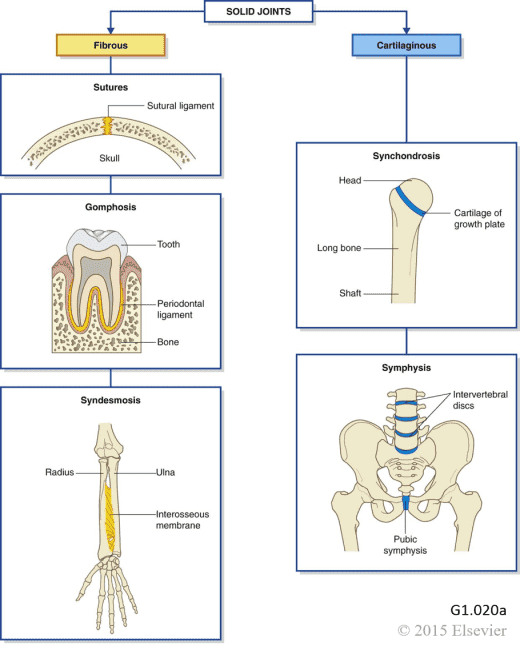 SOLID JOINTS
Fibrous
Cartilaginous
Sutures
Sutural ligament
Skull
Gomphosis
Tooth
Periodontal
ligament
Bone
Syndesmosis
Radius
Ulna
Interosseous
membrane
Synchondrosis
Head
Cartilage of
growth plate
Long bone
Shaft
Symphysis
Intervertebral
discs
Pubic
symphysis
G1.020a
© 2015 Elsevier